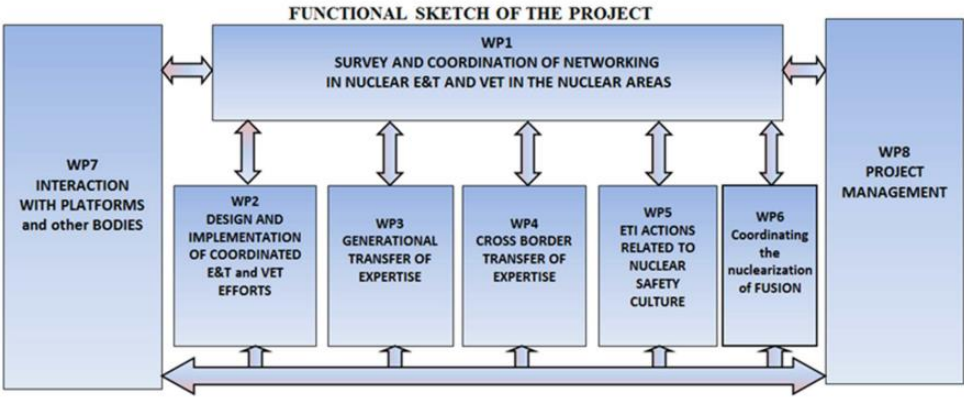 FUNCTIONAL SKETCH OF THE PROJECT
WP1
SURVEY AND COORDINATION OF NETWORKING
IN NUCLEAR E&T AND VET IN THE NUCLEAR AREAS
WP7
INTERACTION
WITH PLATFORMS
and other BODIES
WP8
PROJECT
MANAGEMENT
WP2
DESIGN AND
IMPLEMENTATION
OF COORDINATED
E&T and VET
EFFORTS
WP3
GENERATIONAL
TRANSFER OF
EXPERTISE
WP4
CROSS BORDER
TRANSFER OF
EXPERTISE
WP5
ETI ACTIONS
RELATED TO
NUCLEAR
SAFETY
CULTURE
WP6
Coordinating
the
nuclearization
of FUSION